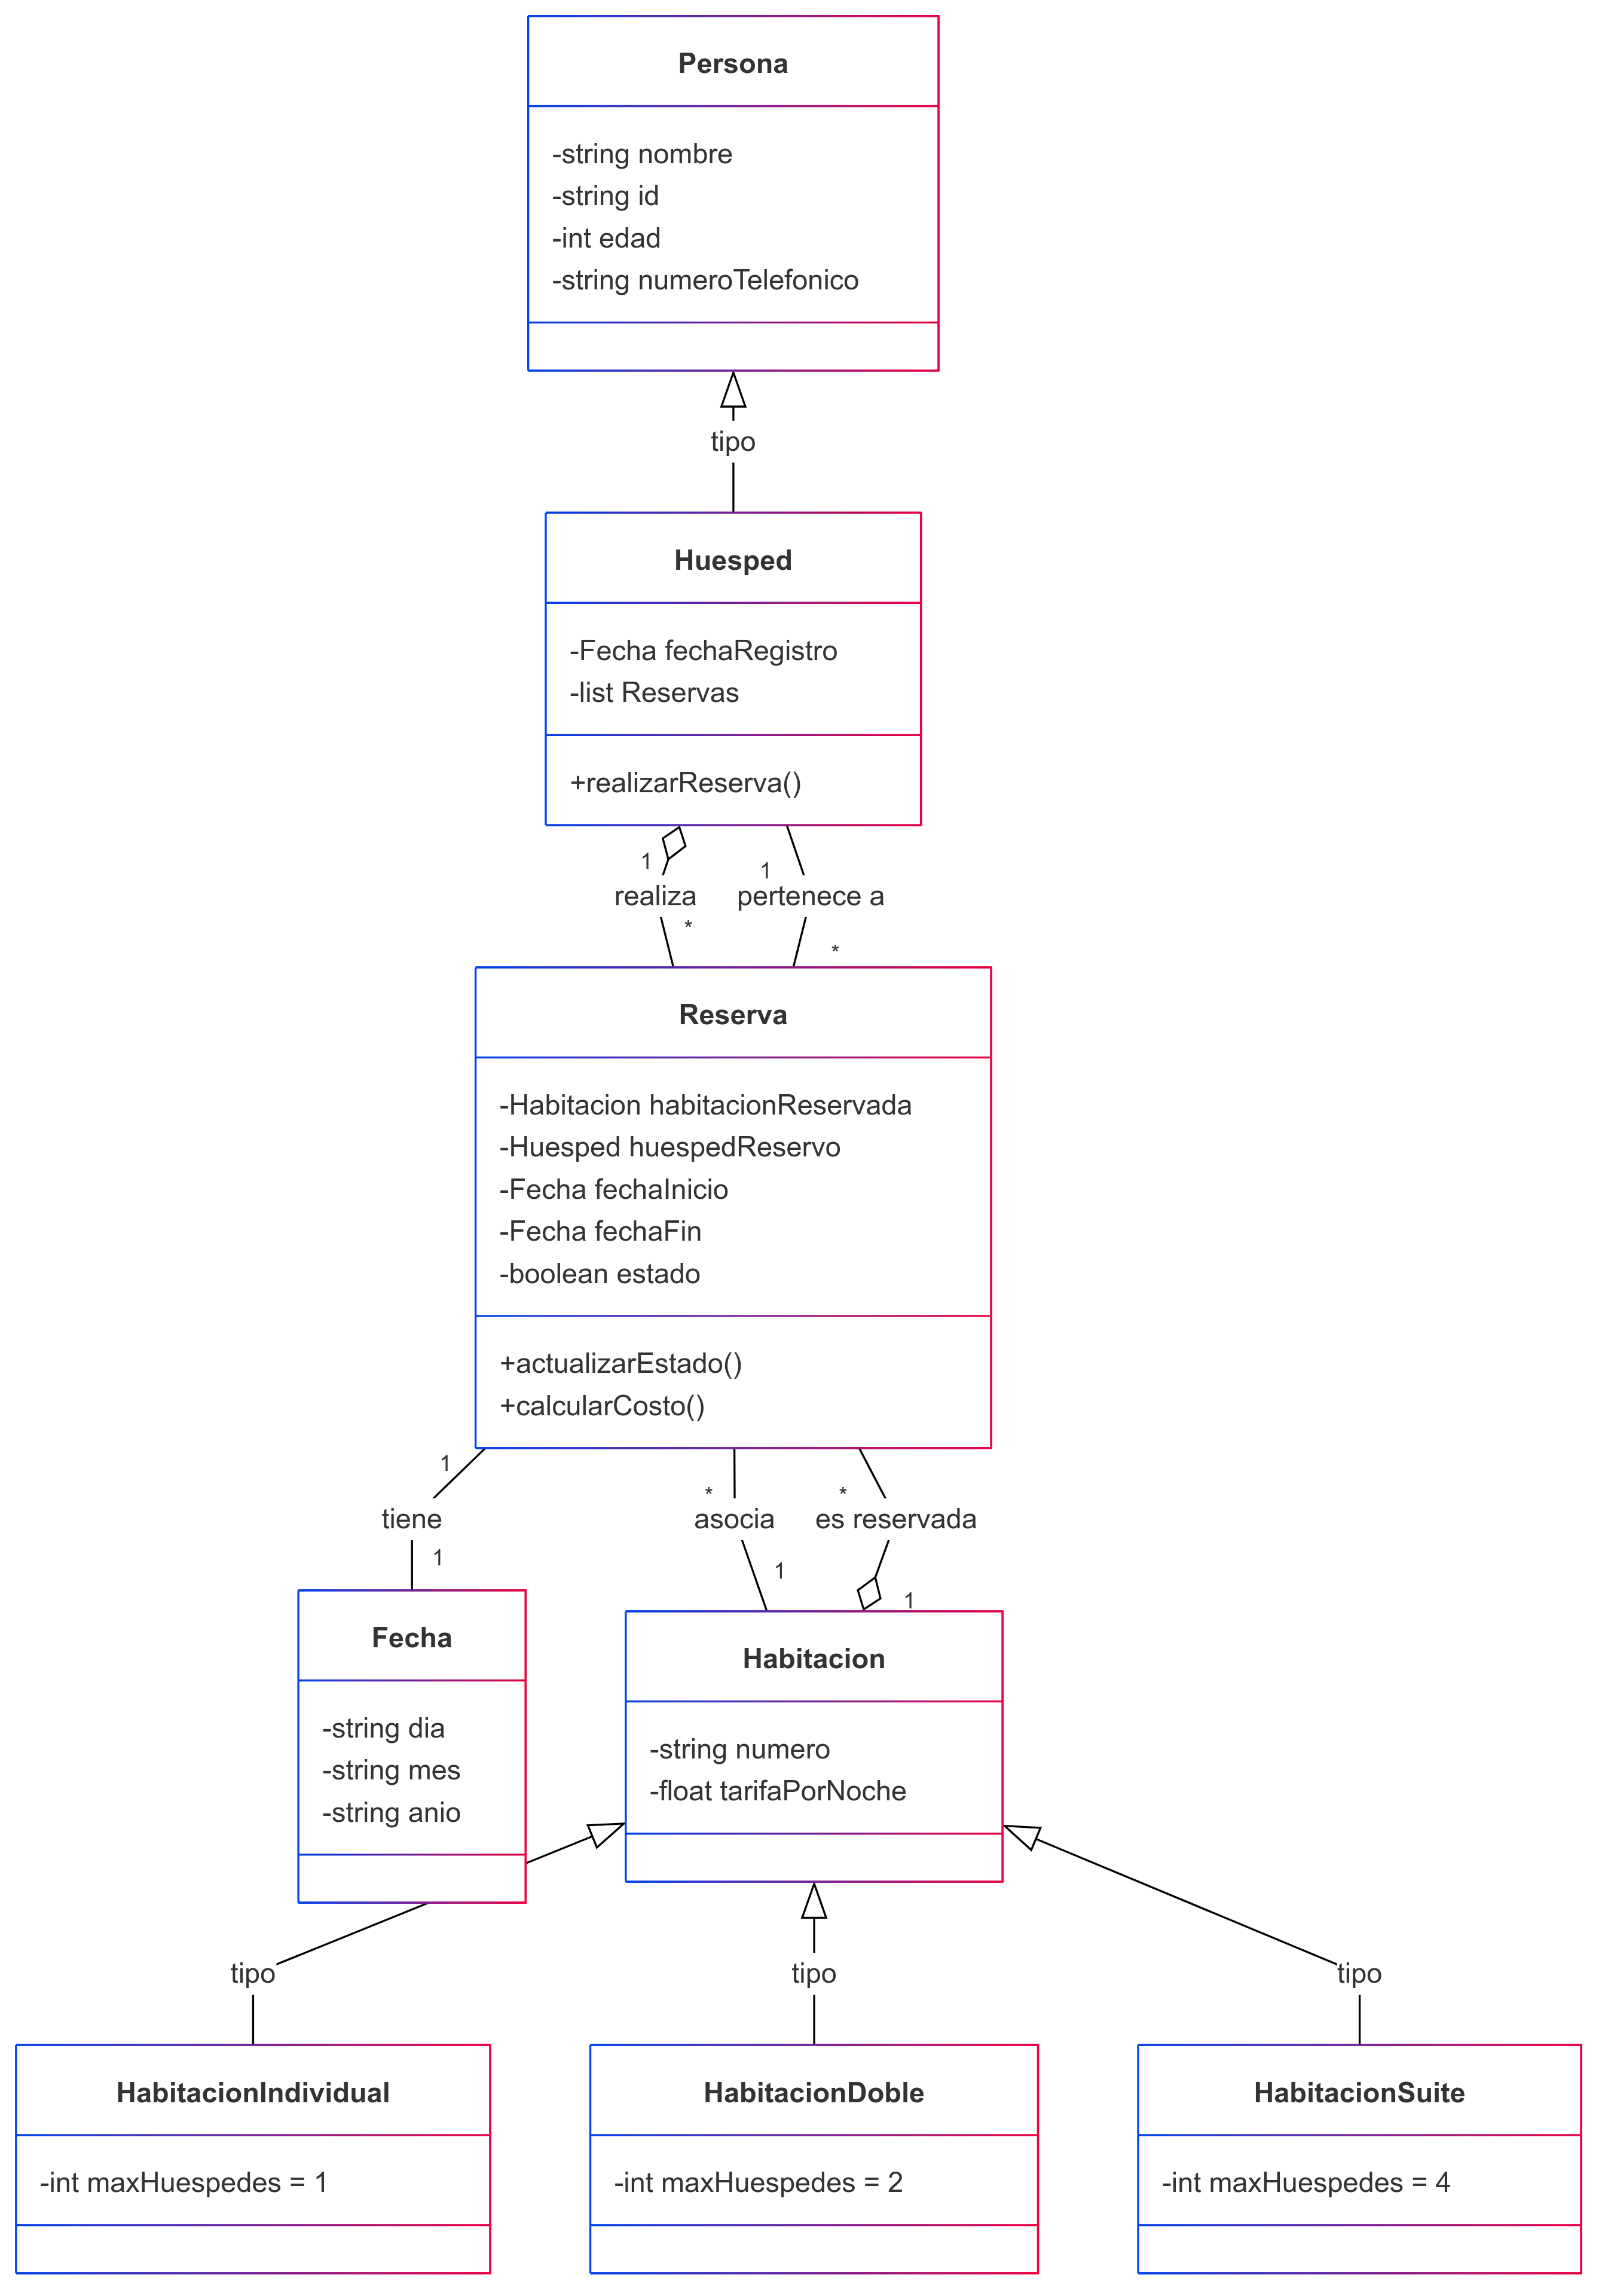 Persona
-string nombre
-string id
-int edad
-string numeroTelefonico
tipo
Huesped
-Fecha fechaRegistro
-list Reservas
+realizarReserva()
1
1
realiza
pertenece a
*
*
Reserva
-Habitacion habitacionReservada
-Huesped huespedReservo
-Fecha fechaInicio
-Fecha fechaFin
-boolean estado
+actualizarEstado()
+calcularCosto()
1
*
*
tiene
asocia
es reservada
1
1
1
Fecha
-string dia
-string mes
-string anio
Habitacion
-string numero
-float tarifaPorNoche
tipo
tipo
tipo
HabitacionIndividual
-int maxHuespedes = 1
HabitacionDoble
-int maxHuespedes = 2
HabitacionSuite
-int maxHuespedes = 4